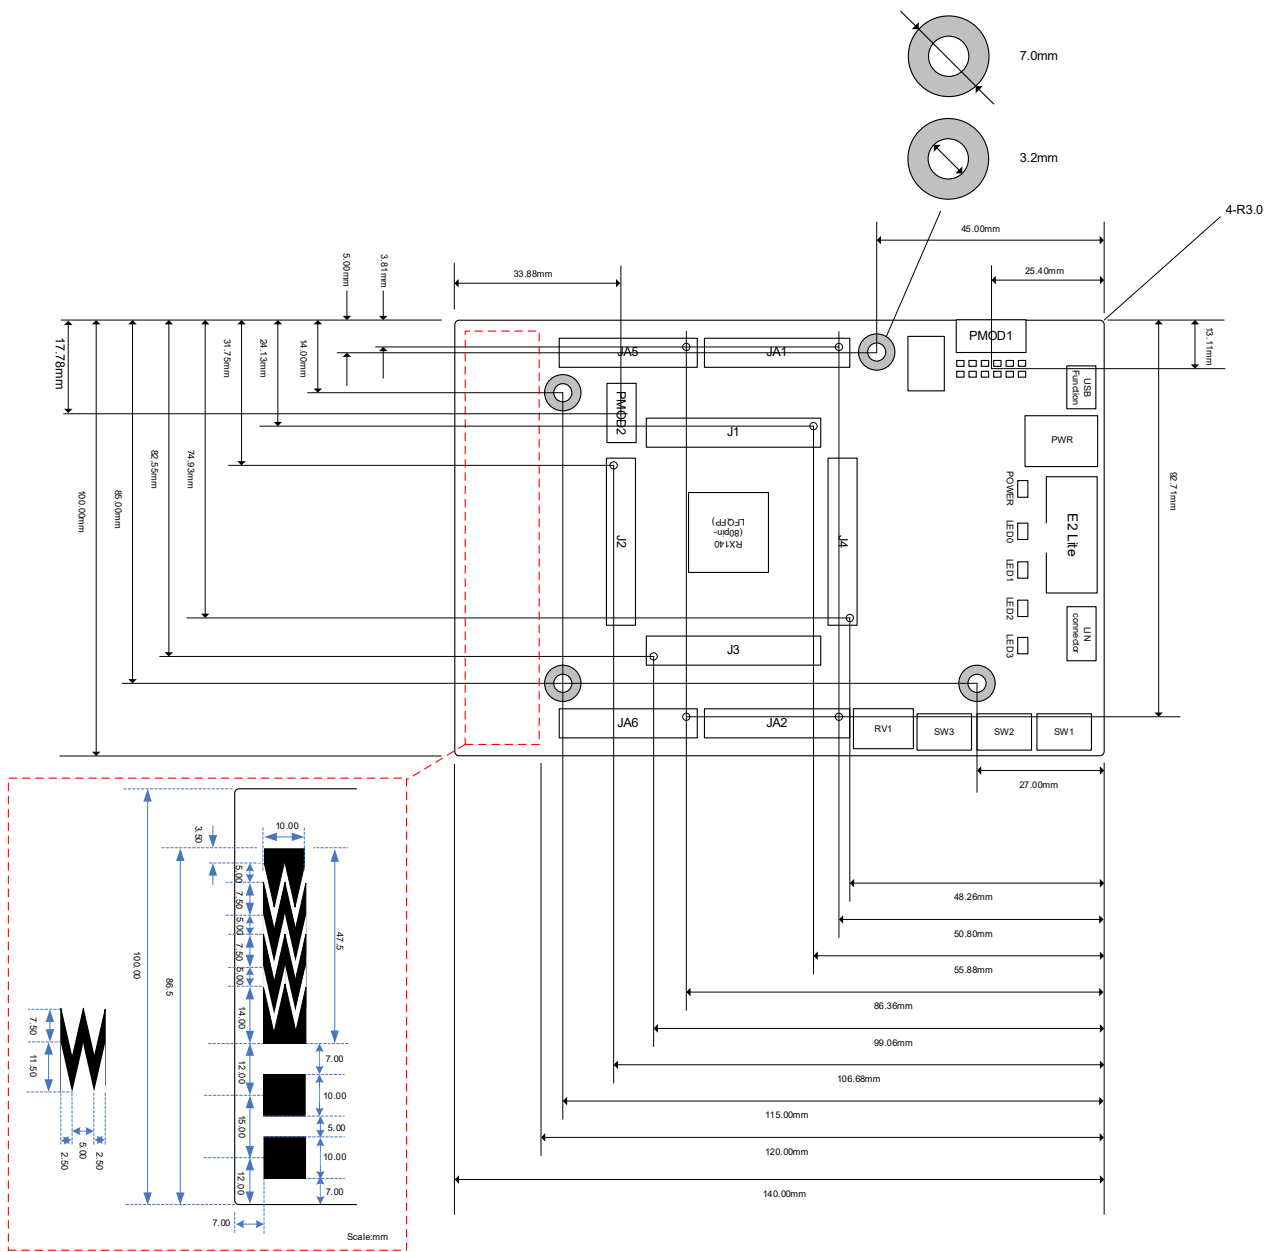 7.0mm
3.2mm
4-R3.0
45.00mm
25.40mm
33.88mm
5.00mm
3.81mm
17.78mm
31.75mm
24.13mm
14.00mm
13.11mm
100.00mm
85.00mm
82.55mm
74.93mm
92.71mm
JA5
JA1
PMOD1
USB
Function
PMOD2
J1
PWR
POWER
LED0
LED1
LED2
LED3
E2 Lite
LIN
connector
J2
RX140
(80pin-
LFQFP)
J4
J3
JA6
JA2
RV1
SW3
SW2
SW1
27.00mm
48.26mm
50.80mm
55.88mm
86.36mm
99.06mm
106.68mm
115.00mm
120.00mm
140.00mm
3.50
10.00
5.00
7.50
5.00
7.50
5.00
14.00
12.00
15.00
12.00
47.5
100.00
86.5
7.00
10.00
5.00
10.00
7.00
7.00
7.50
11.50
2.50
5.00
2.50
Scale:mm